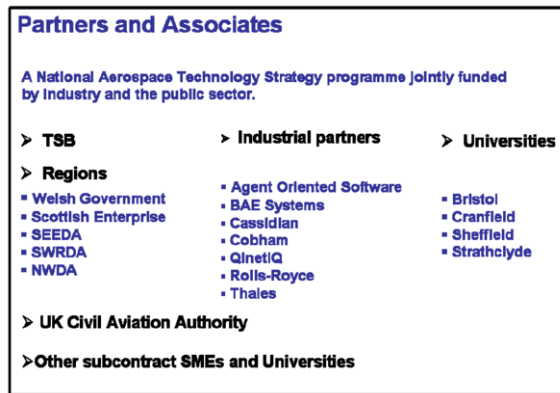 Partners and Associates
A National Aerospace Technology Strategy programme jointly funded
by industry and the public sector.
➢ TSB
➢ Regions
▪ Welsh Government
▪ Scottish Enterprise
▪ SEEDA
▪ SWRDA
▪ NWDA
➢ Industrial partners
▪ Agent Oriented Software
▪ BAE Systems
▪ Cassidian
▪ Cobham
▪ QinetiQ
▪ Rolls-Royce
▪ Thales
➢ Universities
▪ Bristol
▪ Cranfield
▪ Sheffield
▪ Strathclyde
➢ UK Civil Aviation Authority
➢Other subcontract SMEs and Universities